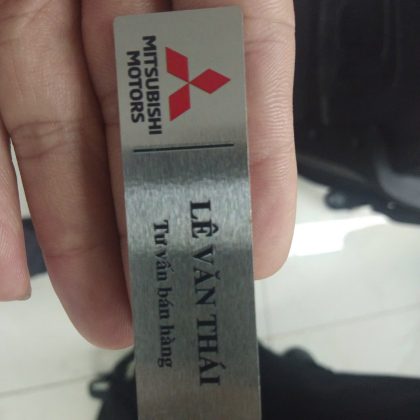 MITSUBISHI
MOTORS
LÊ VĂN THÁI
Tư vấn bán hàng